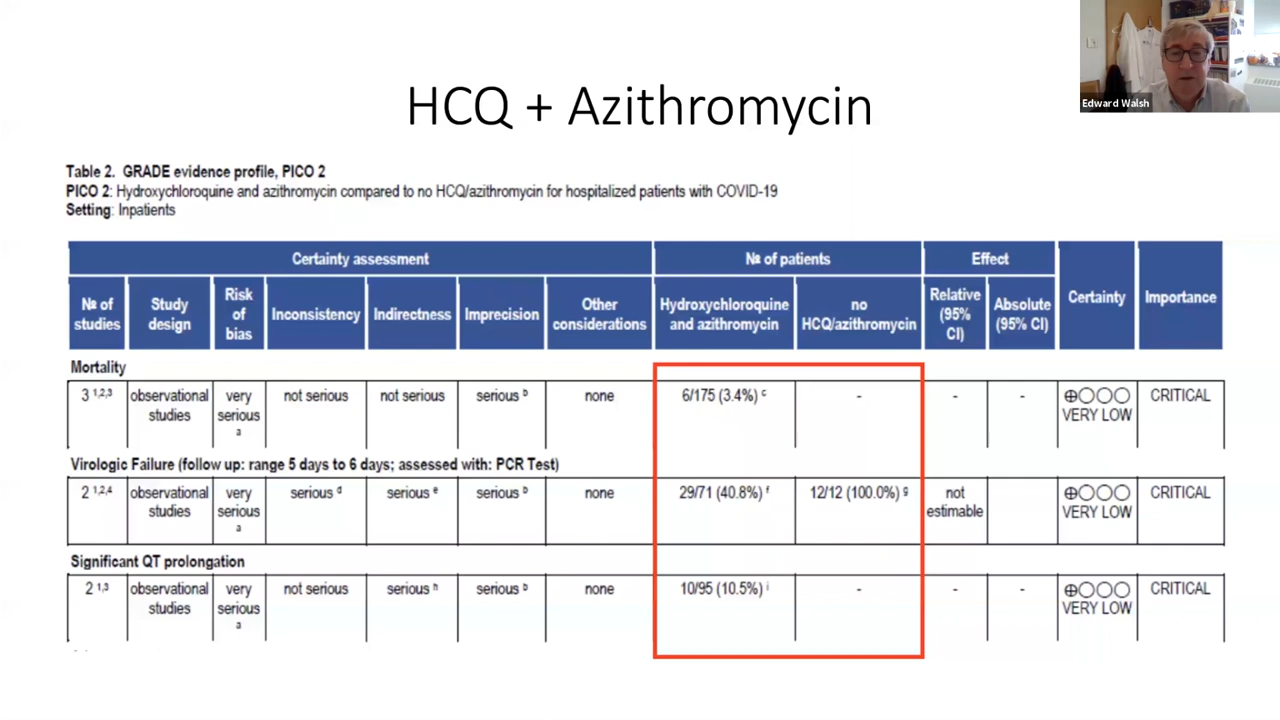 Edward Walsh
HCQ + Azithromycin
Table 2. GRADE evidence profile, PICO 2
PICO 2: Hydroxychloroquine and azithromycin compared to no HCQ/azithromycin for hospitalized patients with COVID-19
Setting: Inpatients
Certainty assessment
№ of patients
Effect
Certainty
Importance
№ of
studies
Study
design
Risk
of
bias
Inconsistency
Indirectness
Imprecision
Other
considerations
Hydroxychloroquine
and azithromycin
no
HCQ/azithromycin
Relative
(95%
CI)
Absolute
(95% CI)
Mortality
3 1,2,3
observational
studies
very
serious
a
not serious
not serious
serious b
none
6/175 (3.4%) c
-
-
-
⊕◯◯◯
VERY LOW
CRITICAL
Virologic Failure (follow up: range 5 days to 6 days; assessed with: PCR Test)
2 1,2,4
observational
studies
very
serious
a
serious d
serious e
serious b
none
29/71 (40.8%) f
12/12 (100.0%) g
not
estimable
⊕◯◯◯
VERY LOW
CRITICAL
Significant QT prolongation
2 1,3
observational
studies
very
serious
a
not serious
serious h
serious b
none
10/95 (10.5%) i
-
-
-
⊕◯◯◯
VERY LOW
CRITICAL